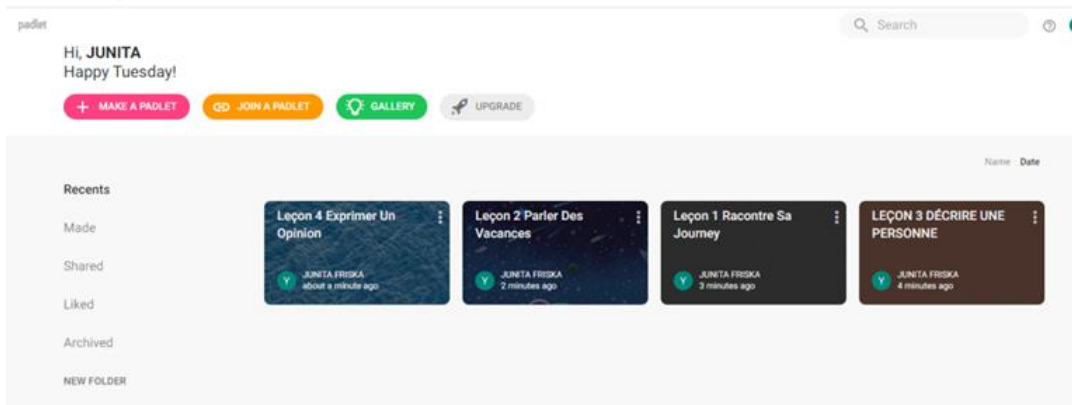 padlet
Search
Hi, JUNITA
Happy Tuesday!
MAKE A PADLET
JOIN A PADLET
GALLERY
UPGRADE
Name Date
Recents
Made
Shared
Liked
Archived
NEW FOLDER
Leçon 4 Exprimer Un
Opinion
JUNITA FRISKA
about a minute ago
Leçon 2 Parler Des
Vacances
JUNITA FRISKA
2 minutes ago
Leçon 1 Racontre Sa
Journey
JUNITA FRISKA
3 minutes ago
LEÇON 3 DÉCRIRE UNE
PERSONNE
JUNITA FRISKA
4 minutes ago